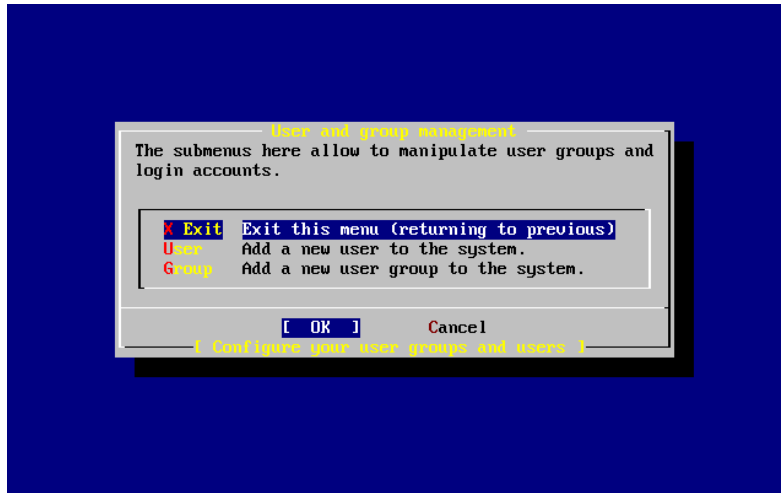 User and group management
The submenus here allow to manipulate user groups and
login accounts.
X Exit Exit this menu (returning to previous)
User Add a new user to the system.
Group Add a new user group to the system.
[ OK ] Cancel
[ Configure your user groups and users ]